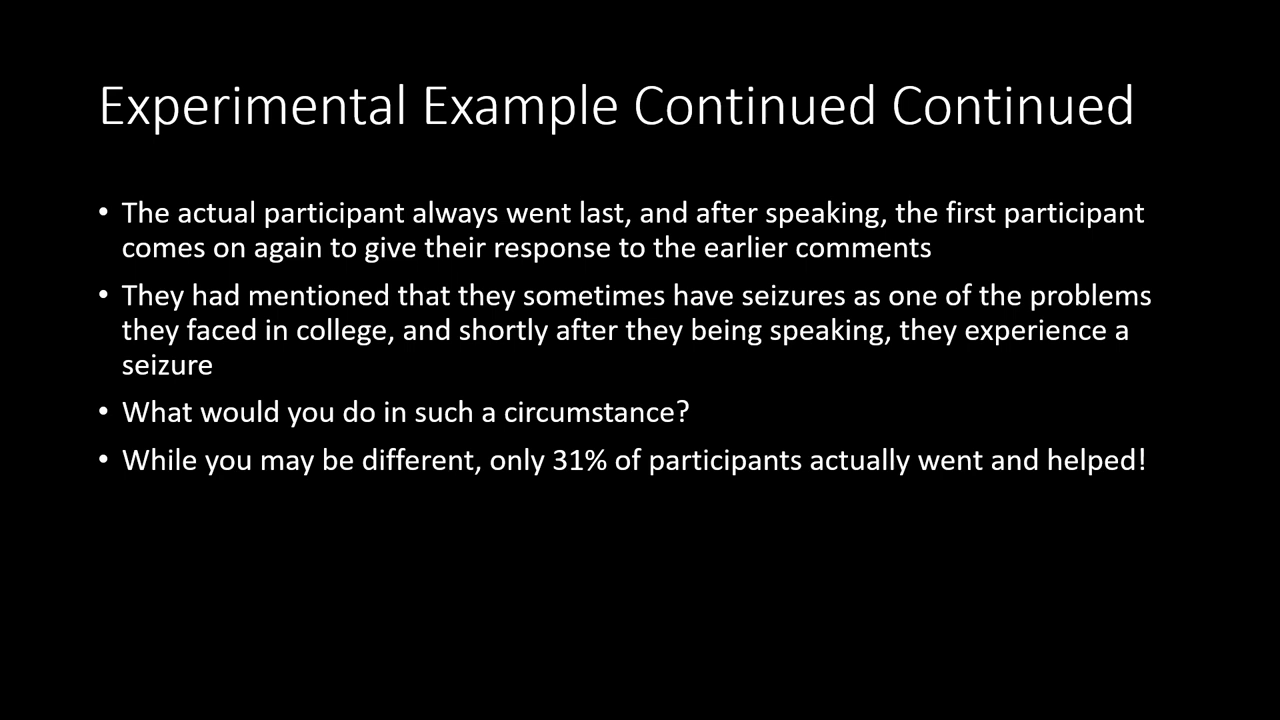 Experimental Example Continued Continued
• The actual participant always went last, and after speaking, the first participant
comes on again to give their response to the earlier comments
• They had mentioned that they sometimes have seizures as one of the problems
they faced in college, and shortly after they being speaking, they experience a
seizure
• What would you do in such a circumstance?
• While you may be different, only 31% of participants actually went and helped!